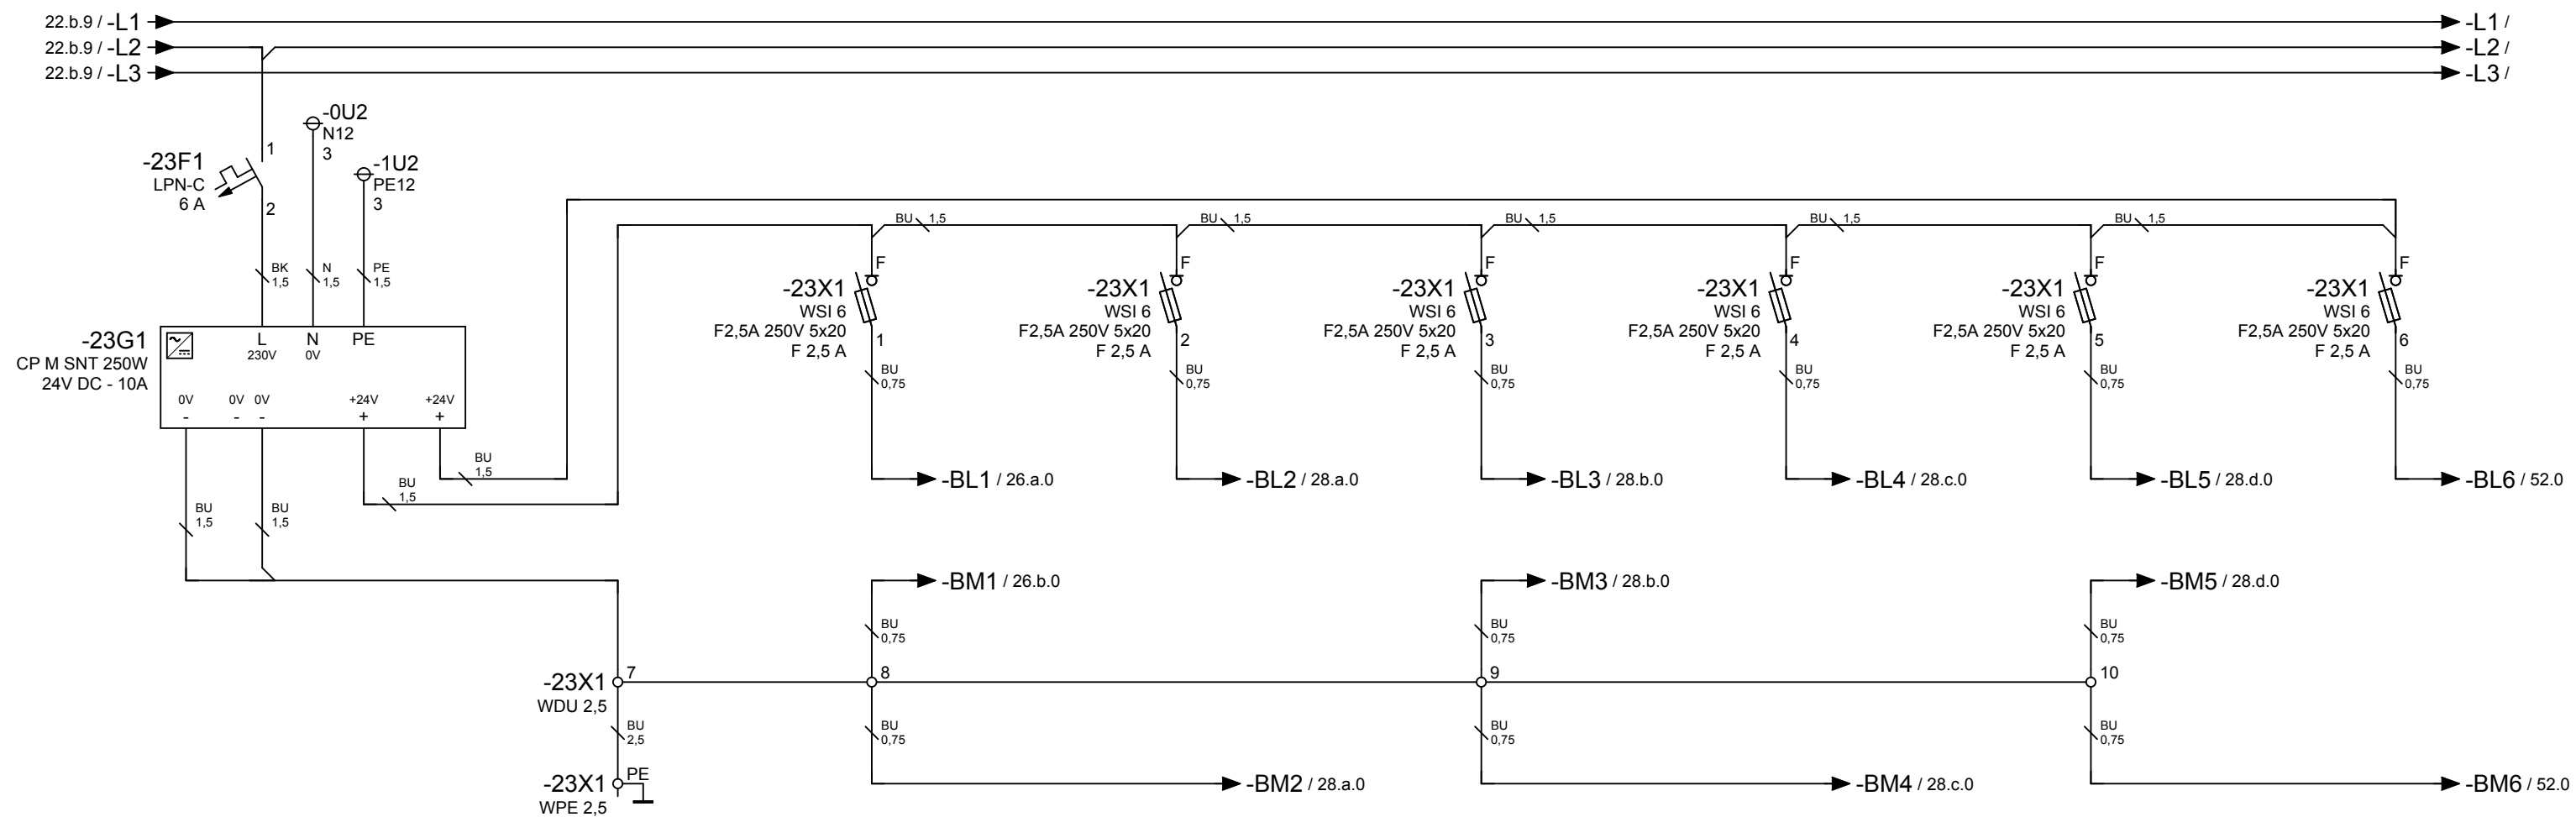 22.b.9 / -L1 -L1 /
22.b.9 / -L2 -L2 /
22.b.9 / -L3 -L3 /
-0U2
N12
3
-1U2
PE12
3
-23F1
LPN-C
6 A
1
2
BK
1,5
N
1,5
PE
1,5
BU 1,5
BU 1,5
BU 1,5
BU 1,5
BU 1,5
F
-23X1
WSI 6
F2,5A 250V 5x20
F 2,5 A
1
BU
0,75
F
-23X1
WSI 6
F2,5A 250V 5x20
F 2,5 A
2
BU
0,75
F
-23X1
WSI 6
F2,5A 250V 5x20
F 2,5 A
3
BU
0,75
F
-23X1
WSI 6
F2,5A 250V 5x20
F 2,5 A
4
BU
0,75
F
-23X1
WSI 6
F2,5A 250V 5x20
F 2,5 A
5
BU
0,75
F
-23X1
WSI 6
F2,5A 250V 5x20
F 2,5 A
6
BU
0,75
-23G1
CP M SNT 250W
24V DC - 10A
L N PE
230V 0V
0V 0V 0V +24V +24V
- - - + +
BU
1,5
BU
1,5
BU
1,5
BU
1,5
-BL1 / 26.a.0
-BL2 / 28.a.0
-BL3 / 28.b.0
-BL4 / 28.c.0
-BL5 / 28.d.0
-BL6 / 52.0
-BM1 / 26.b.0
-BM3 / 28.b.0
-BM5 / 28.d.0
BU
0,75
BU
0,75
BU
0,75
-23X1
WDU 2,5
7
8
9
10
BU
2,5
BU
0,75
BU
0,75
BU
0,75
-23X1
WPE 2,5
PE
-BM2 / 28.a.0
-BM4 / 28.c.0
-BM6 / 52.0